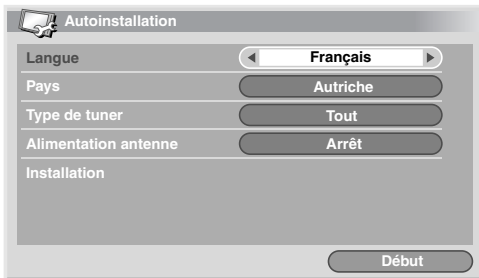 Autoinstallation
Langue Français
Pays Autriche
Type de tuner Tout
Alimentation antenne Arrêt
Installation
Début